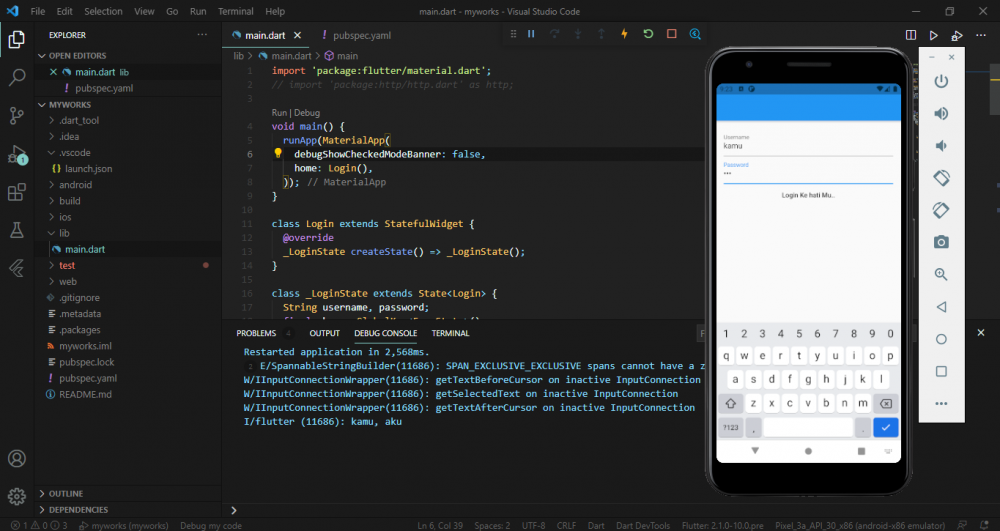 File Edit Selection View Go Run Terminal Help main.dart - myworks - Visual Studio Code
EXPLORER
OPEN EDITORS
main.dart lib
pubspec.yaml
MYWORKS
.dart_tool
.idea
.vscode
launch.json
android
build
ios
lib
main.dart
test
web
.gitignore
.metadata
.packages
myworks.iml
pubspec.lock
pubspec.yaml
README.md
OUTLINE
DEPENDENCIES
1
main.dart
pubspec.yaml
lib > main.dart > main
1 import 'package:flutter/material.dart';
2 // import 'package:http/http.dart' as http;
3
Run | Debug
4 void main() {
5 runApp(MaterialApp(
6 debugShowCheckedModeBanner: false,
7 home: Login(),
8 )); // MaterialApp
9 }
10
11 class Login extends StatefulWidget {
12 @override
13 _LoginState createState() => _LoginState();
14 }
15
16 class _LoginState extends State<Login> {
17 String username, password;
PROBLEMS 4 OUTPUT DEBUG CONSOLE TERMINAL
Restarted application in 2,568ms.
2 E/SpannableStringBuilder(11686): SPAN_EXCLUSIVE_EXCLUSIVE spans cannot have a z
W/IInputConnectionWrapper(11686): getTextBeforeCursor on inactive InputConnection
W/IInputConnectionWrapper(11686): getSelectedText on inactive InputConnection
W/IInputConnectionWrapper(11686): getTextAfterCursor on inactive InputConnection
I/flutter (11686): kamu, aku
Username
kamu
Password
•••
Login Ke hati Mu..
1 2 3 4 5 6 7 8 9 0
q w e r t y u i o p
a s d f g h j k l
z x c v b n m
?123 , .
1 0 3 myworks (myworks) Debug my code Ln 6, Col 39 Spaces: 2 UTF-8 CRLF Dart Dart DevTools Flutter: 2.1.0-10.0.pre Pixel_3a_API_30_x86 (android-x86 emulator)